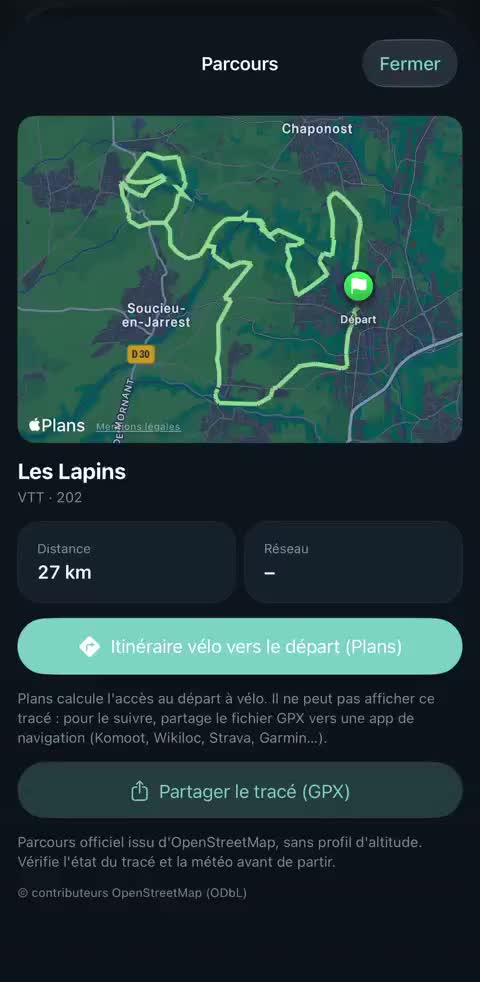 Parcours
Fermer
Chaponost
Départ
Soucieu-
en-Jarrest
D 30
DE MORNANT
Plans
Mentions légales
Les Lapins
VTT · 202
Distance
27 km
Réseau
–
Itinéraire vélo vers le départ (Plans)
Plans calcule l'accès au départ à vélo. Il ne peut pas afficher ce
tracé : pour le suivre, partage le fichier GPX vers une app de
navigation (Komoot, Wikiloc, Strava, Garmin…).
Partager le tracé (GPX)
Parcours officiel issu d'OpenStreetMap, sans profil d'altitude.
Vérifie l'état du tracé et la météo avant de partir.
© contributeurs OpenStreetMap (ODbL)